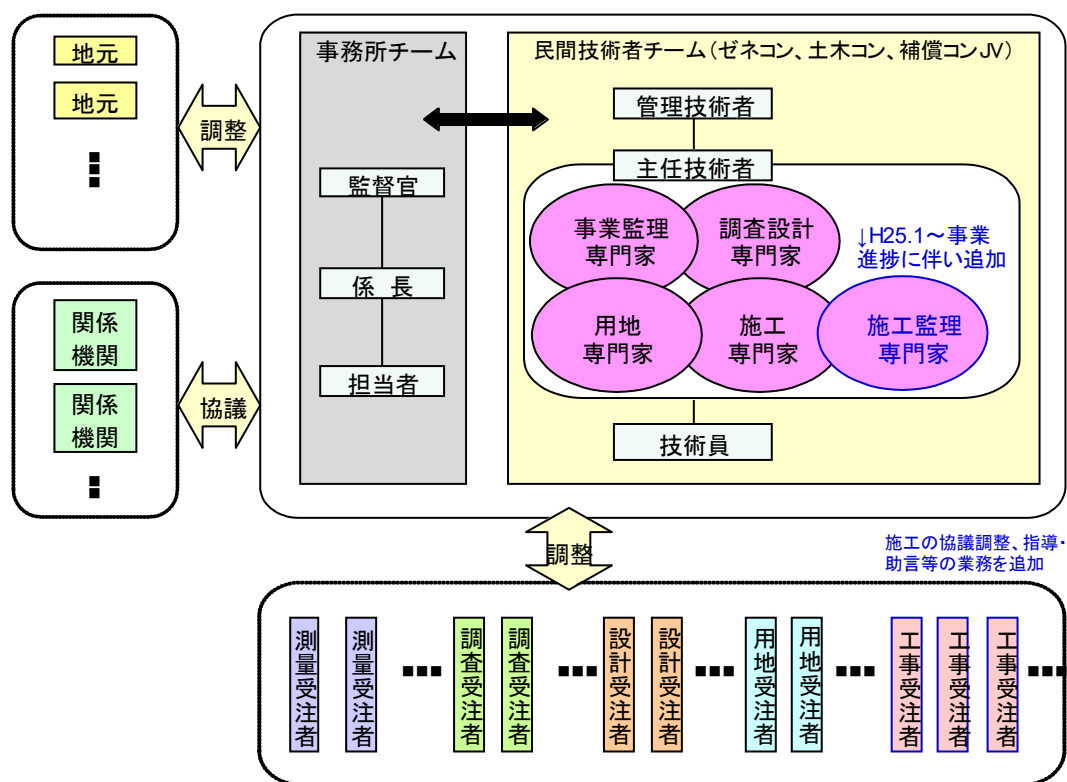 地元
地元
調整
関係
機関
関係
機関
協議
事務所チーム
監督官
係 長
担当者
民間技術者チーム(ゼネコン、土木コン、補償コンJV)
管理技術者
主任技術者
事業監理
専門家
調査設計
専門家
↓H25.1~事業
進捗に伴い追加
用地
専門家
施工
専門家
施工監理
専門家
技術員
調整
施工の協議調整、指導・
助言等の業務を追加
測量受注者
測量受注者
調査受注者
調査受注者
設計受注者
設計受注者
用地受注者
用地受注者
工事受注者
工事受注者
工事受注者